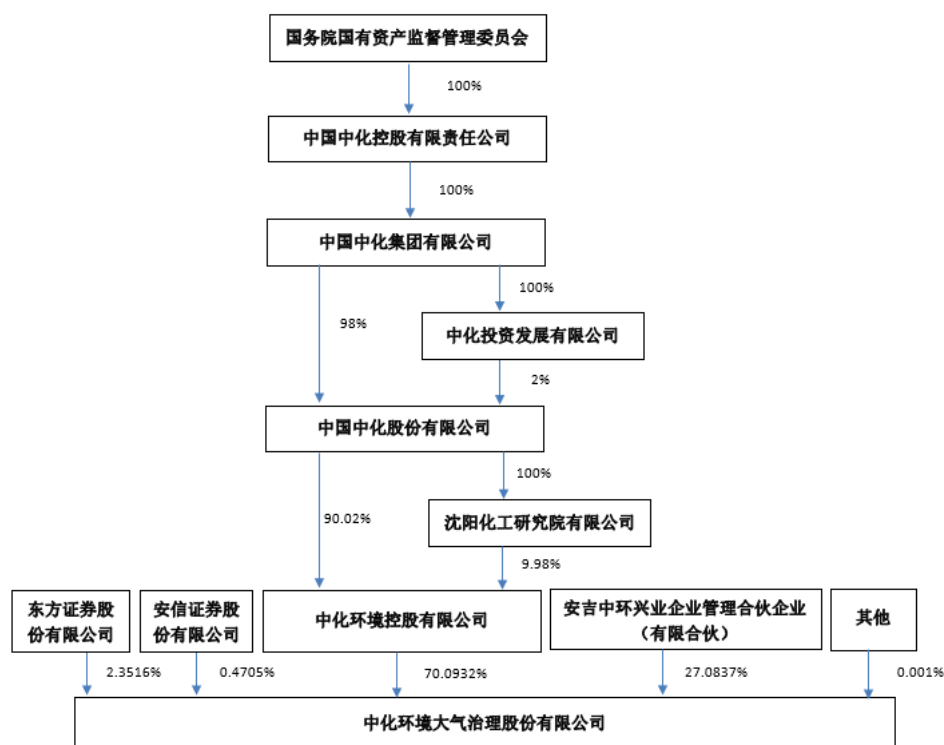 国务院国有资产监督管理委员会
100%
中国中化控股有限责任公司
100%
中国中化集团有限公司
100%
98%
中化投资发展有限公司
2%
中国中化股份有限公司
100%
90.02%
沈阳化工研究院有限公司
9.98%
东方证券股
份有限公司
安信证券股
份有限公司
中化环境控股有限公司
安吉中环兴业企业管理合伙企业
（有限合伙）
其他
2.3516%
0.4705%
70.0932%
27.0837%
0.001%
中化环境大气治理股份有限公司